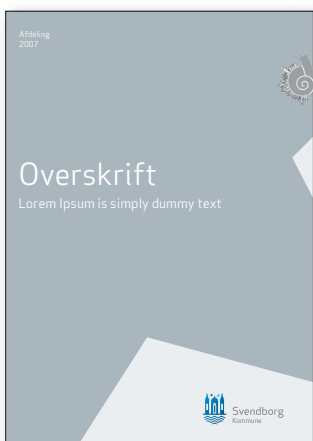 Afdeling
2007
Overskrift
Lorem Ipsum is simply dummy text
Svendborg
Kommune